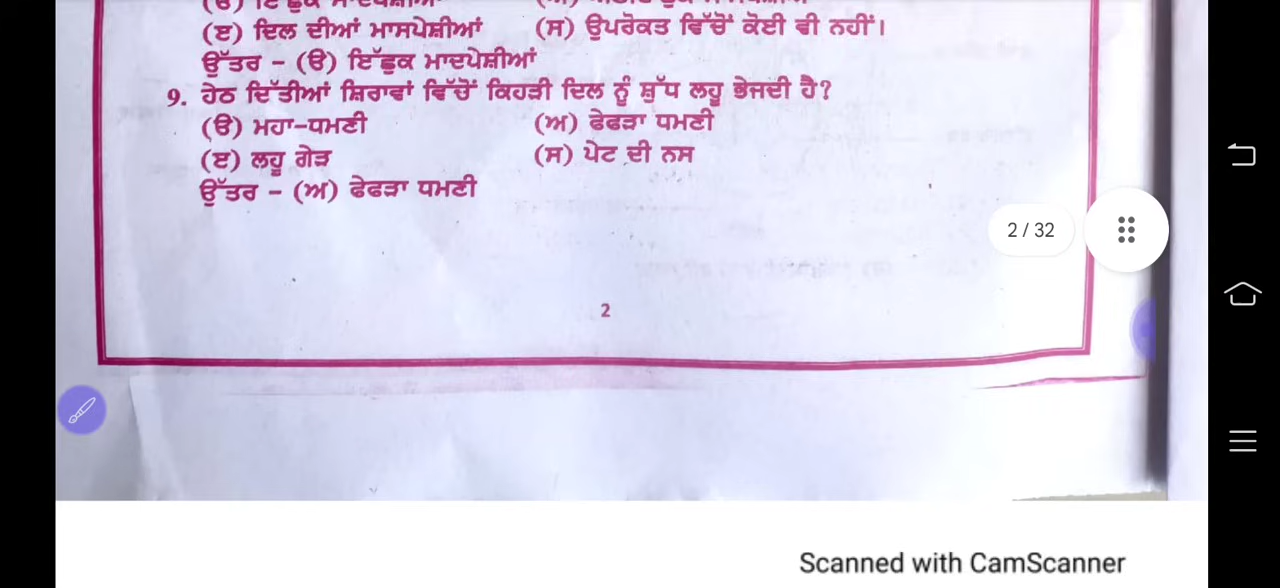 (ੲ) ਦਿਲ ਦੀਆਂ ਮਾਸਪੇਸ਼ੀਆਂ (ਸ) ਉਪਰੋਕਤ ਵਿੱਚੋਂ ਕੋਈ ਵੀ ਨਹੀਂ।
ਉੱਤਰ - (ੳ) ਇੱਛੁਕ ਮਾਦਪੇਸ਼ੀਆਂ
9. ਹੇਠ ਦਿੱਤੀਆਂ ਸ਼ਿਰਾਵਾਂ ਵਿੱਚੋਂ ਕਿਹੜੀ ਦਿਲ ਨੂੰ ਸ਼ੁੱਧ ਲਹੂ ਭੇਜਦੀ ਹੈ?
(ੳ) ਮਹਾ-ਧਮਣੀ (ਅ) ਫੇਫੜਾ ਧਮਣੀ
(ੲ) ਲਹੂ ਗੇੜ (ਸ) ਪੇਟ ਦੀ ਨਸ
ਉੱਤਰ - (ਅ) ਫੇਫੜਾ ਧਮਣੀ
2 / 32
2
Scanned with CamScanner